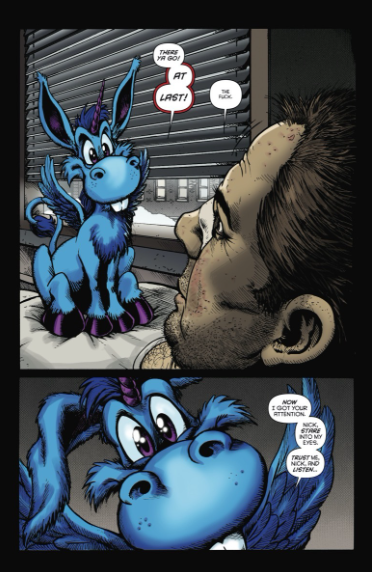 THERE
YA GO!
AT
LAST!
THE
FUCK.
NOW
I GOT YOUR
ATTENTION.
NICK,
STARE
INTO MY
EYES.
TRUST ME,
NICK, AND
LISTEN...